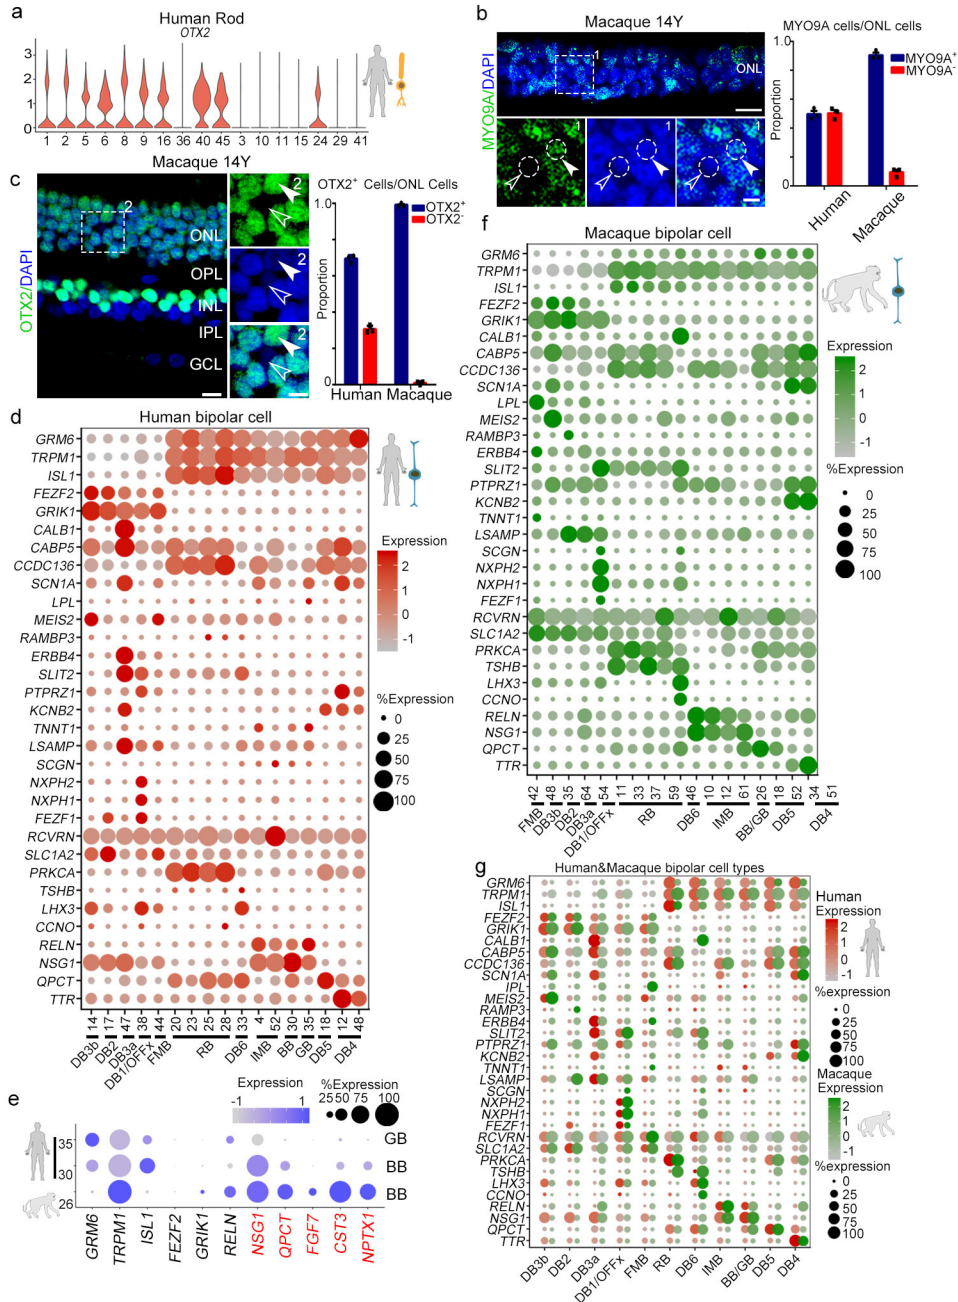 a
Human Rod
OTX2
3
2
1
0
1 2 5 6 8 9 16 36 40 45 3 10 11 15 24 29 41
b
Macaque 14Y
MYO9A/DAPI
1
ONL
1
1
1
MYO9A cells/ONL cells
1.0
Proportion
0
MYO9A+
MYO9A-
Human
Macaque
c
Macaque 14Y
OTX2/DAPI
2
ONL
OPL
INL
IPL
GCL
2
2
2
OTX2+ Cells/ONL Cells
1.0
Proportion
0
OTX2+
OTX2-
Human Macaque
d
Human bipolar cell
GRM6
TRPM1
ISL1
FEZF2
GRIK1
CALB1
CABP5
CCDC136
SCN1A
LPL
MEIS2
RAMBP3
ERBB4
SLIT2
PTPRZ1
KCNB2
TNNT1
LSAMP
SCGN
NXPH2
NXPH1
FEZF1
RCVRN
SLC1A2
PRKCA
TSHB
LHX3
CCNO
RELN
NSG1
QPCT
TTR
14 17 47 38 44 20 23 25 28 33 4 52 30 35 18 12 48
DB3b DB2 DB3a DB1/OFFx FMB RB DB6 IMB BB GB DB5 DB4
Expression
2
1
0
-1
%Expression
0
25
50
75
100
e
Expression
-1 1
%Expression
25 50 75 100
35
30
26
GB
BB
BB
GRM6 TRPM1 ISL1 FEZF2 GRIK1 RELN NSG1 QPCT FGF7 CST3 NPTX1
f
Macaque bipolar cell
GRM6
TRPM1
ISL1
FEZF2
GRIK1
CALB1
CABP5
CCDC136
SCN1A
LPL
MEIS2
RAMBP3
ERBB4
SLIT2
PTPRZ1
KCNB2
TNNT1
LSAMP
SCGN
NXPH2
NXPH1
FEZF1
RCVRN
SLC1A2
PRKCA
TSHB
LHX3
CCNO
RELN
NSG1
QPCT
TTR
42 48 35 64 54 11 33 37 59 46 10 12 61 26 18 52 34 51
FMB DB3b DB2 DB3a DB1/OFFx RB DB6 IMB BB/GB DB5 DB4
Expression
2
1
0
-1
%Expression
0
25
50
75
100
g
Human&Macaque bipolar cell types
GRM6
TRPM1
ISL1
FEZF2
GRIK1
CALB1
CABP5
CCDC136
SCN1A
IPL
MEIS2
RAMP3
ERBB4
SLIT2
PTPRZ1
KCNB2
TNNT1
LSAMP
SCGN
NXPH2
NXPH1
FEZF1
RCVRN
SLC1A2
PRKCA
TSHB
LHX3
CCNO
RELN
NSG1
QPCT
TTR
DB3b DB2 DB3a DB1/OFFx FMB RB DB6 IMB BB/GB DB5 DB4
Human
Expression
2
1
0
-1
%expression
0
25
50
75
100
Macaque
Expression
2
1
0
-1
%expression
0
25
50
75
100